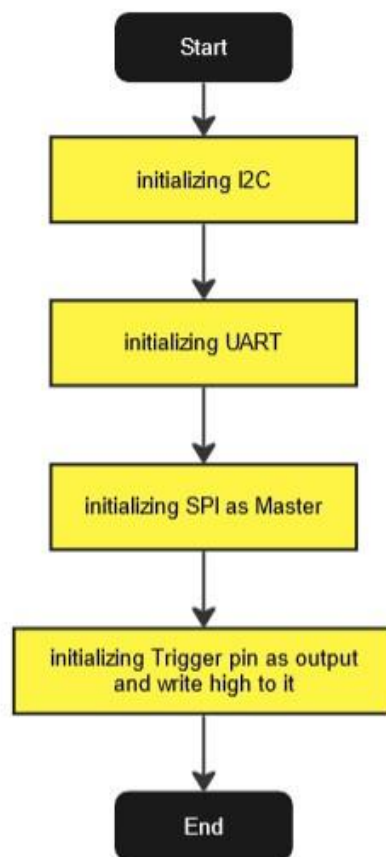 Start
initializing I2C
initializing UART
initializing SPI as Master
initializing Trigger pin as output
and write high to it
End